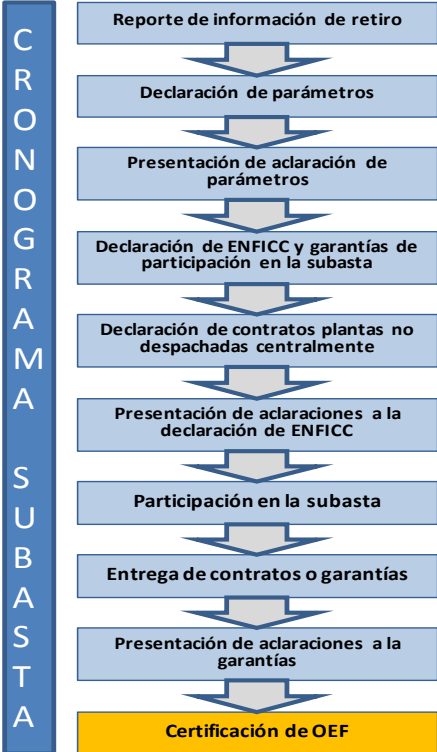 CRONOGRAMA SUBASTA
Reporte de información de retiro
Declaración de parámetros
Presentación de aclaración de
parámetros
Declaración de ENFICC y garantías de
participación en la subasta
Declaración de contratos plantas no
despachadas centralmente
Presentación de aclaraciones a la
declaración de ENFICC
Participación en la subasta
Entrega de contratos o garantías
Presentación de aclaraciones a la
garantías
Certificación de OEF